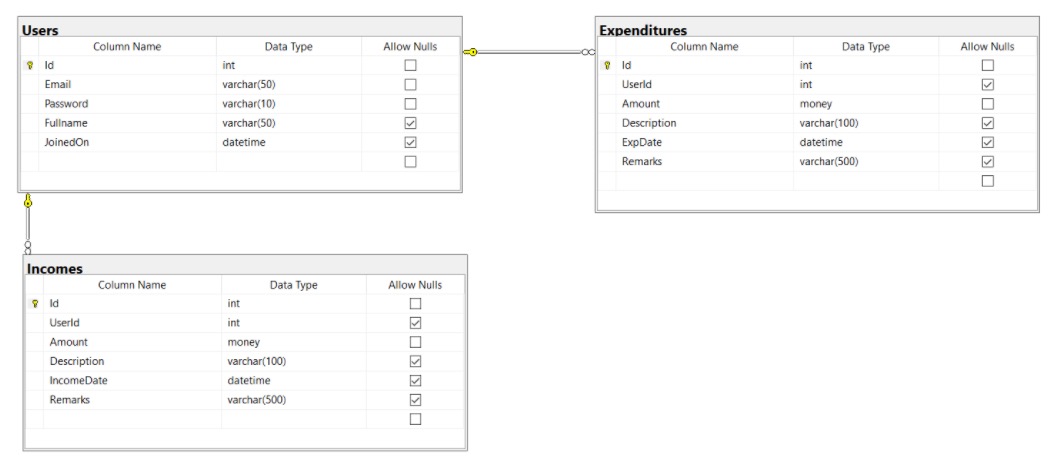 Users
Column Name Data Type Allow Nulls
Id int
Email varchar(50)
Password varchar(10)
Fullname varchar(50)
JoinedOn datetime
Expenditures
Column Name Data Type Allow Nulls
Id int
UserId int
Amount money
Description varchar(100)
ExpDate datetime
Remarks varchar(500)
Incomes
Column Name Data Type Allow Nulls
Id int
UserId int
Amount money
Description varchar(100)
IncomeDate datetime
Remarks varchar(500)